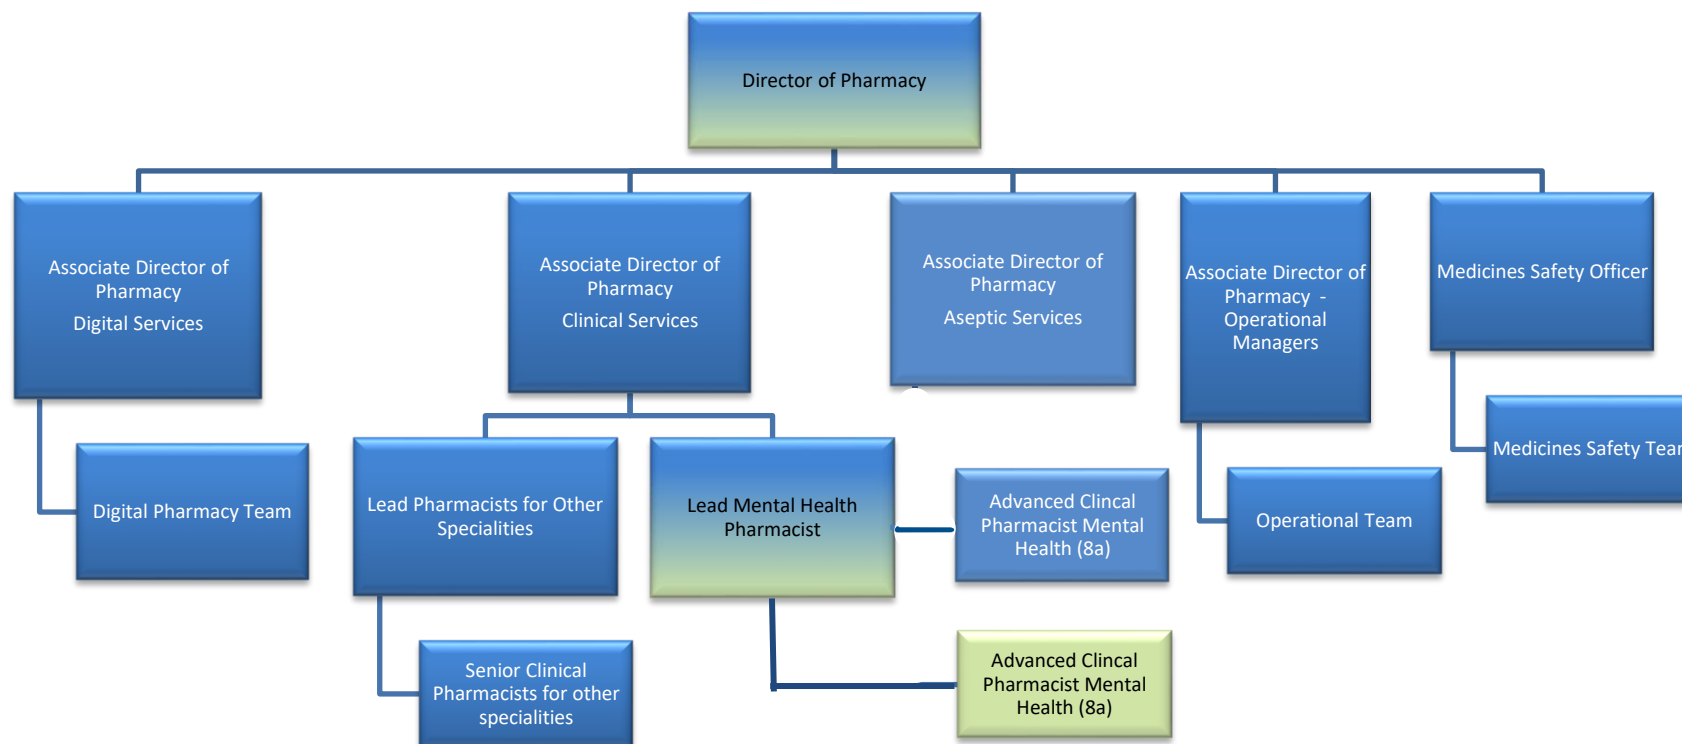 Director of Pharmacy
Associate Director of
Pharmacy
Digital Services
Associate Director of
Pharmacy
Clinical Services
Associate Director of
Pharmacy
Aseptic Services
Associate Director of
Pharmacy -
Operational
Managers
Medicines Safety Officer
Digital Pharmacy Team
Lead Pharmacists for Other
Specialities
Lead Mental Health
Pharmacist
Advanced Clincal
Pharmacist Mental
Health (8a)
Operational Team
Medicines Safety Team
Senior Clinical
Pharmacists for other
specialities
Advanced Clincal
Pharmacist Mental
Health (8a)